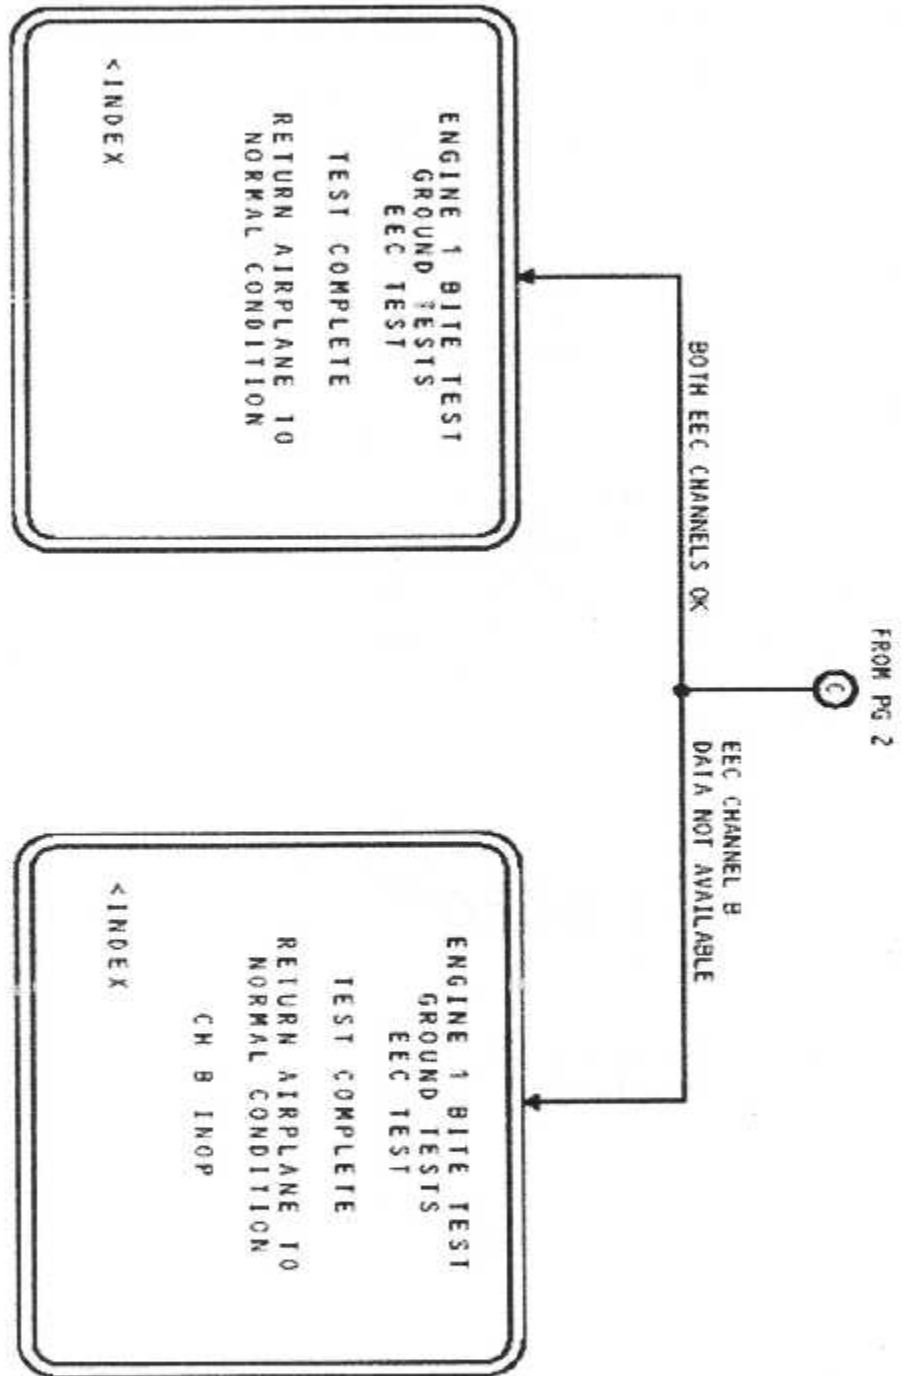 FROM PG 2
C
BOTH EEC CHANNELS OK
EEC CHANNEL B
DATA NOT AVAILABLE
ENGINE 1 BITE TEST
GROUND TESTS
EEC TEST
TEST COMPLETE
RETURN AIRPLANE TO
NORMAL CONDITION
<INDEX
ENGINE 1 BITE TEST
GROUND TESTS
EEC TEST
TEST COMPLETE
RETURN AIRPLANE TO
NORMAL CONDITION
CH B INOP
<INDEX